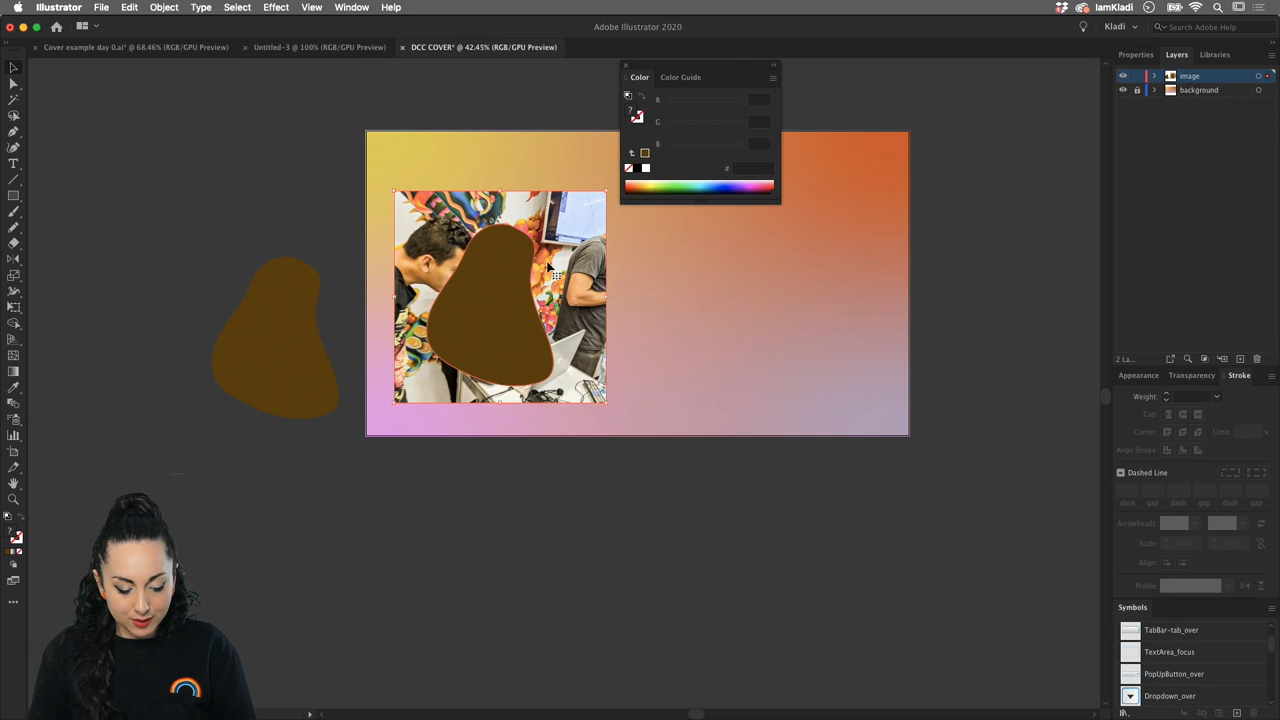 Illustrator File Edit Object Type Select Effect View Window Help
IamKladi
Adobe Illustrator 2020
Kladi
Search Adobe Help
Cover example day 0.ai* @ 68.46% (RGB/GPU Preview)
Untitled-3 @ 100% (RGB/GPU Preview)
DCC COVER* @ 42.45% (RGB/GPU Preview)
Color
Color Guide
R
G
B
#
?
Properties
Layers
Libraries
image
background
2 La...
Appearance
Transparency
Stroke
Weight:
Cap:
Corner:
Limit:
x
Align Stroke:
Dashed Line
dash gap dash gap dash gap
Arrowheads:
Scale:
Align:
Profile:
Symbols
TabBar-tab_over
TextArea_focus
PopUpButton_over
Dropdown_over
?